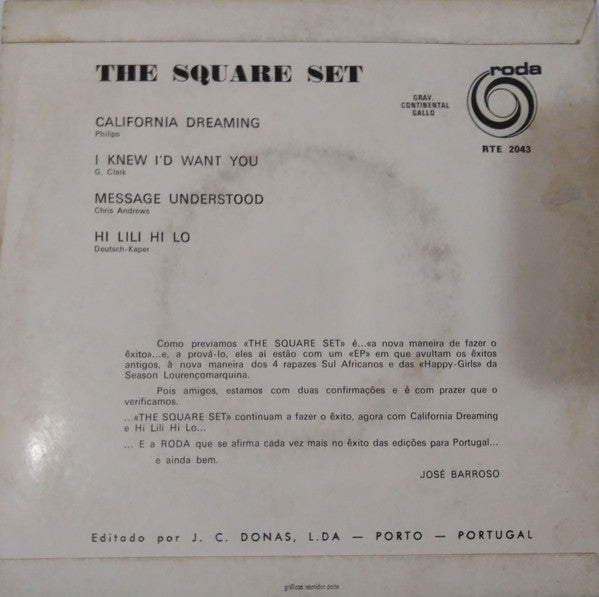 THE SQUARE SET
roda
GRAV.
CONTINENTAL
GALLO
RTE 2043
CALIFORNIA DREAMING
Philips
I KNEW I'D WANT YOU
G. Clark
MESSAGE UNDERSTOOD
Chris Andrews
HI LILI HI LO
Deutsch-Kaper
Como previamos «THE SQUARE SET» é...«a nova maneira de fazer o
êxito»...e, a prová-lo, eles aí estão com um «EP» em que avultam os êxitos
antigos, à nova maneira dos 4 rapazes Sul Africanos e das «Happy-Girls» da
Season Lourençomarquina.
Pois amigos, estamos com duas confirmações e é com prazer que o
verificamos.
...«THE SQUARE SET» continuam a fazer o êxito, agora com California Dreaming
e Hi Lili Hi Lo...
... E a RODA que se afirma cada vez mais no êxito das edições para Portugal...
e ainda bem.
JOSÉ BARROSO
Editado por J. C. DONAS, L.DA — PORTO — PORTUGAL
gráficos reunidos porto